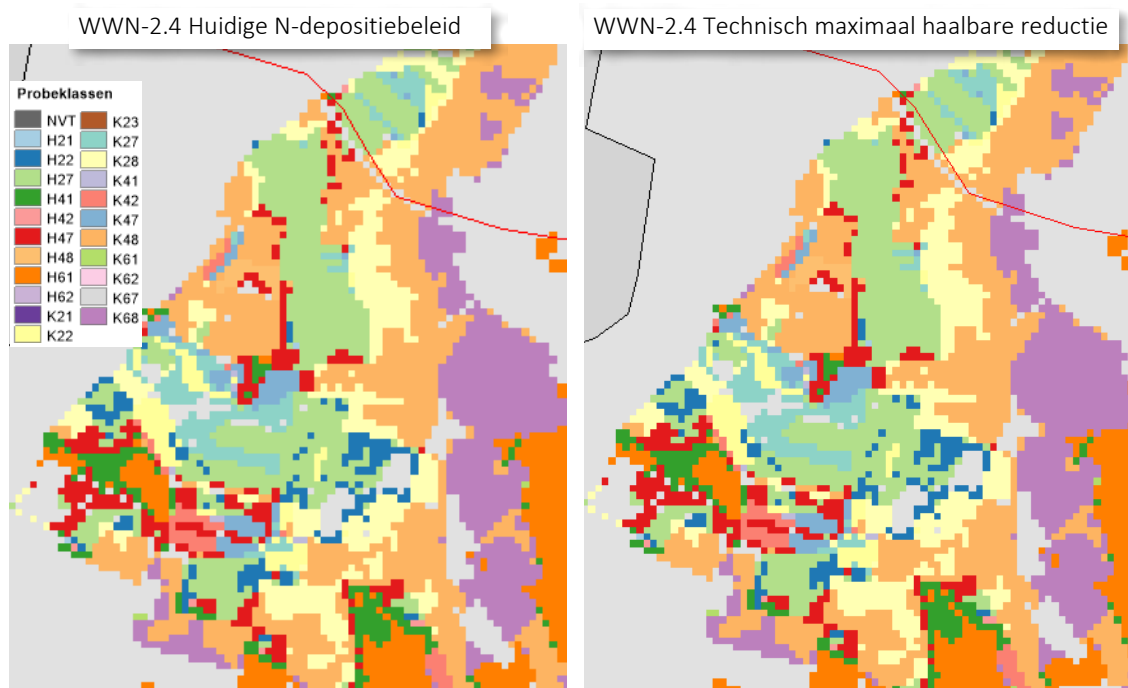 WWN-2.4 Huidige N-depositiebeleid
WWN-2.4 Technisch maximaal haalbare reductie
Probeklassen
NVT
H21
H22
H27
H41
H42
H47
H48
H61
H62
K21
K22
K23
K27
K28
K41
K42
K47
K48
K61
K62
K67
K68